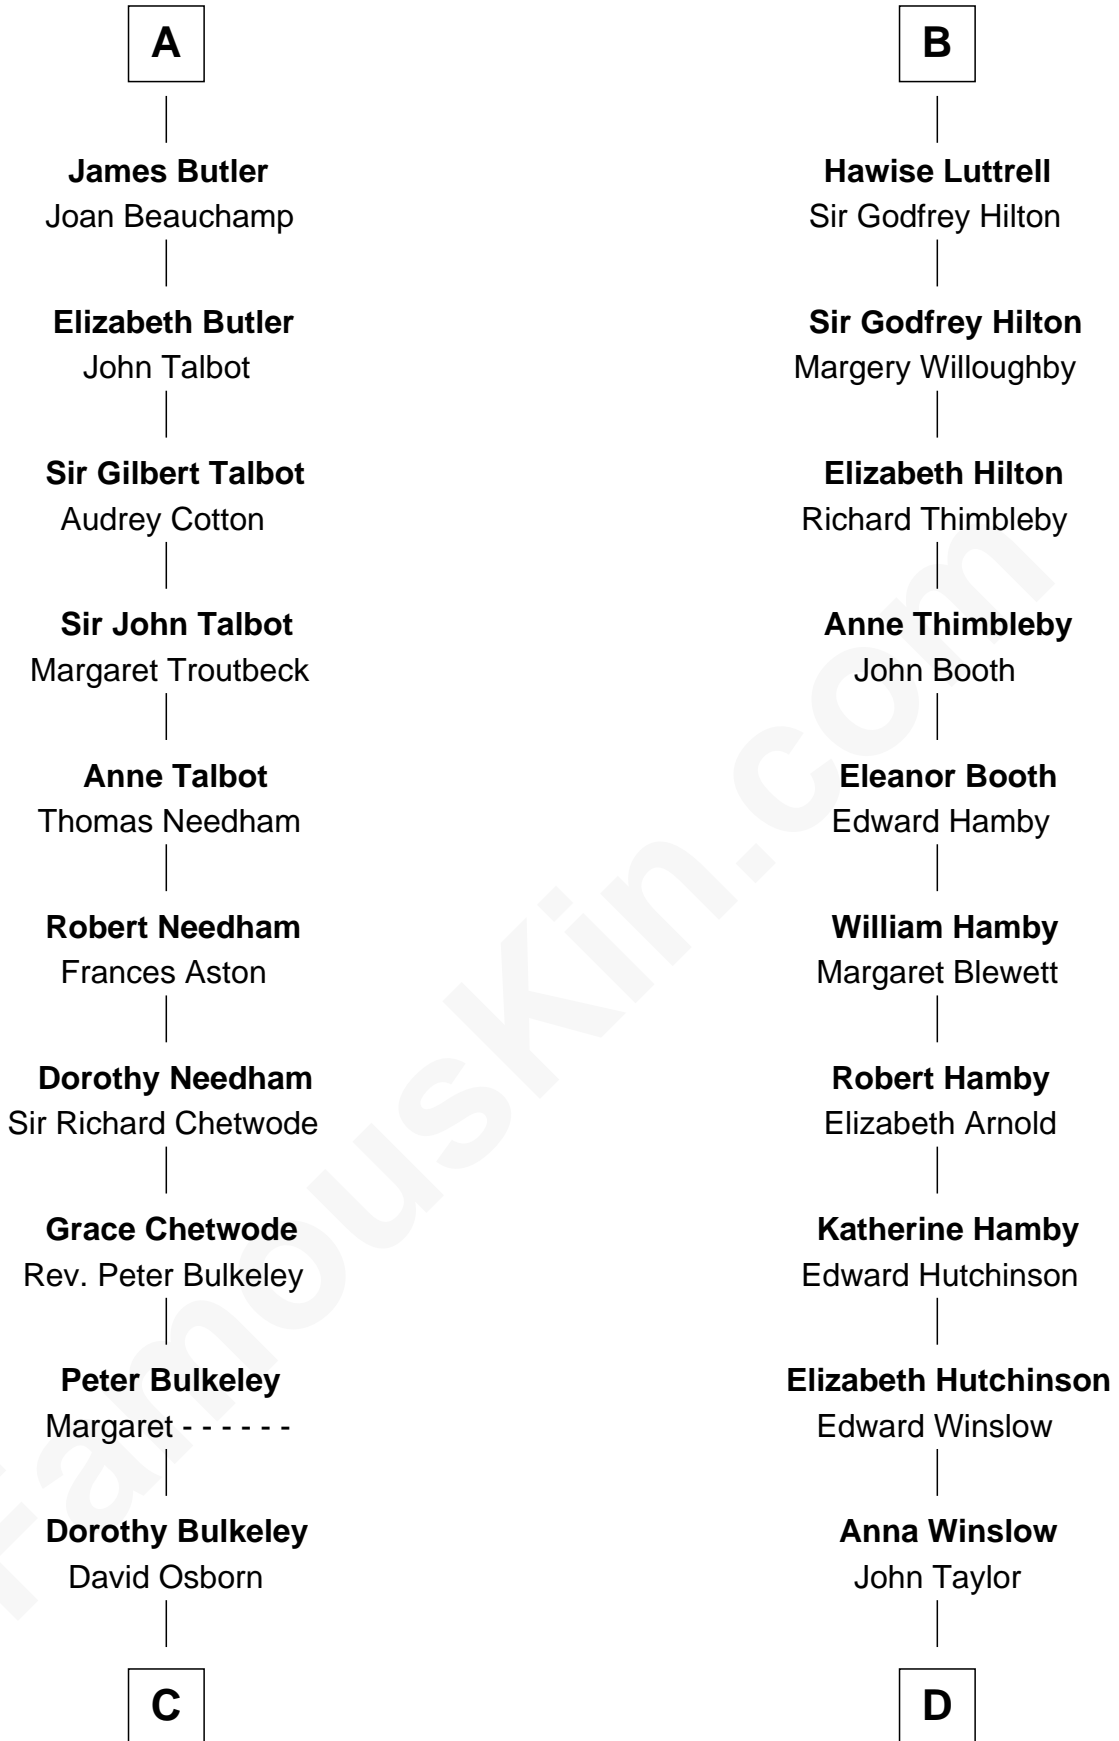 A
James Butler
Joan Beauchamp
Elizabeth Butler
John Talbot
Sir Gilbert Talbot
Audrey Cotton
Sir John Talbot
Margaret Troutbeck
Anne Talbot
Thomas Needham
Robert Needham
Frances Aston
Dorothy Needham
Sir Richard Chetwode
Grace Chetwode
Rev. Peter Bulkeley
Peter Bulkeley
Margaret - - - - - -
Dorothy Bulkeley
David Osborn
C
B
Hawise Luttrell
Sir Godfrey Hilton
Sir Godfrey Hilton
Margery Willoughby
Elizabeth Hilton
Richard Thimbleby
Anne Thimbleby
John Booth
Eleanor Booth
Edward Hamby
William Hamby
Margaret Blewett
Robert Hamby
Elizabeth Arnold
Katherine Hamby
Edward Hutchinson
Elizabeth Hutchinson
Edward Winslow
Anna Winslow
John Taylor
D
FamousKin.com